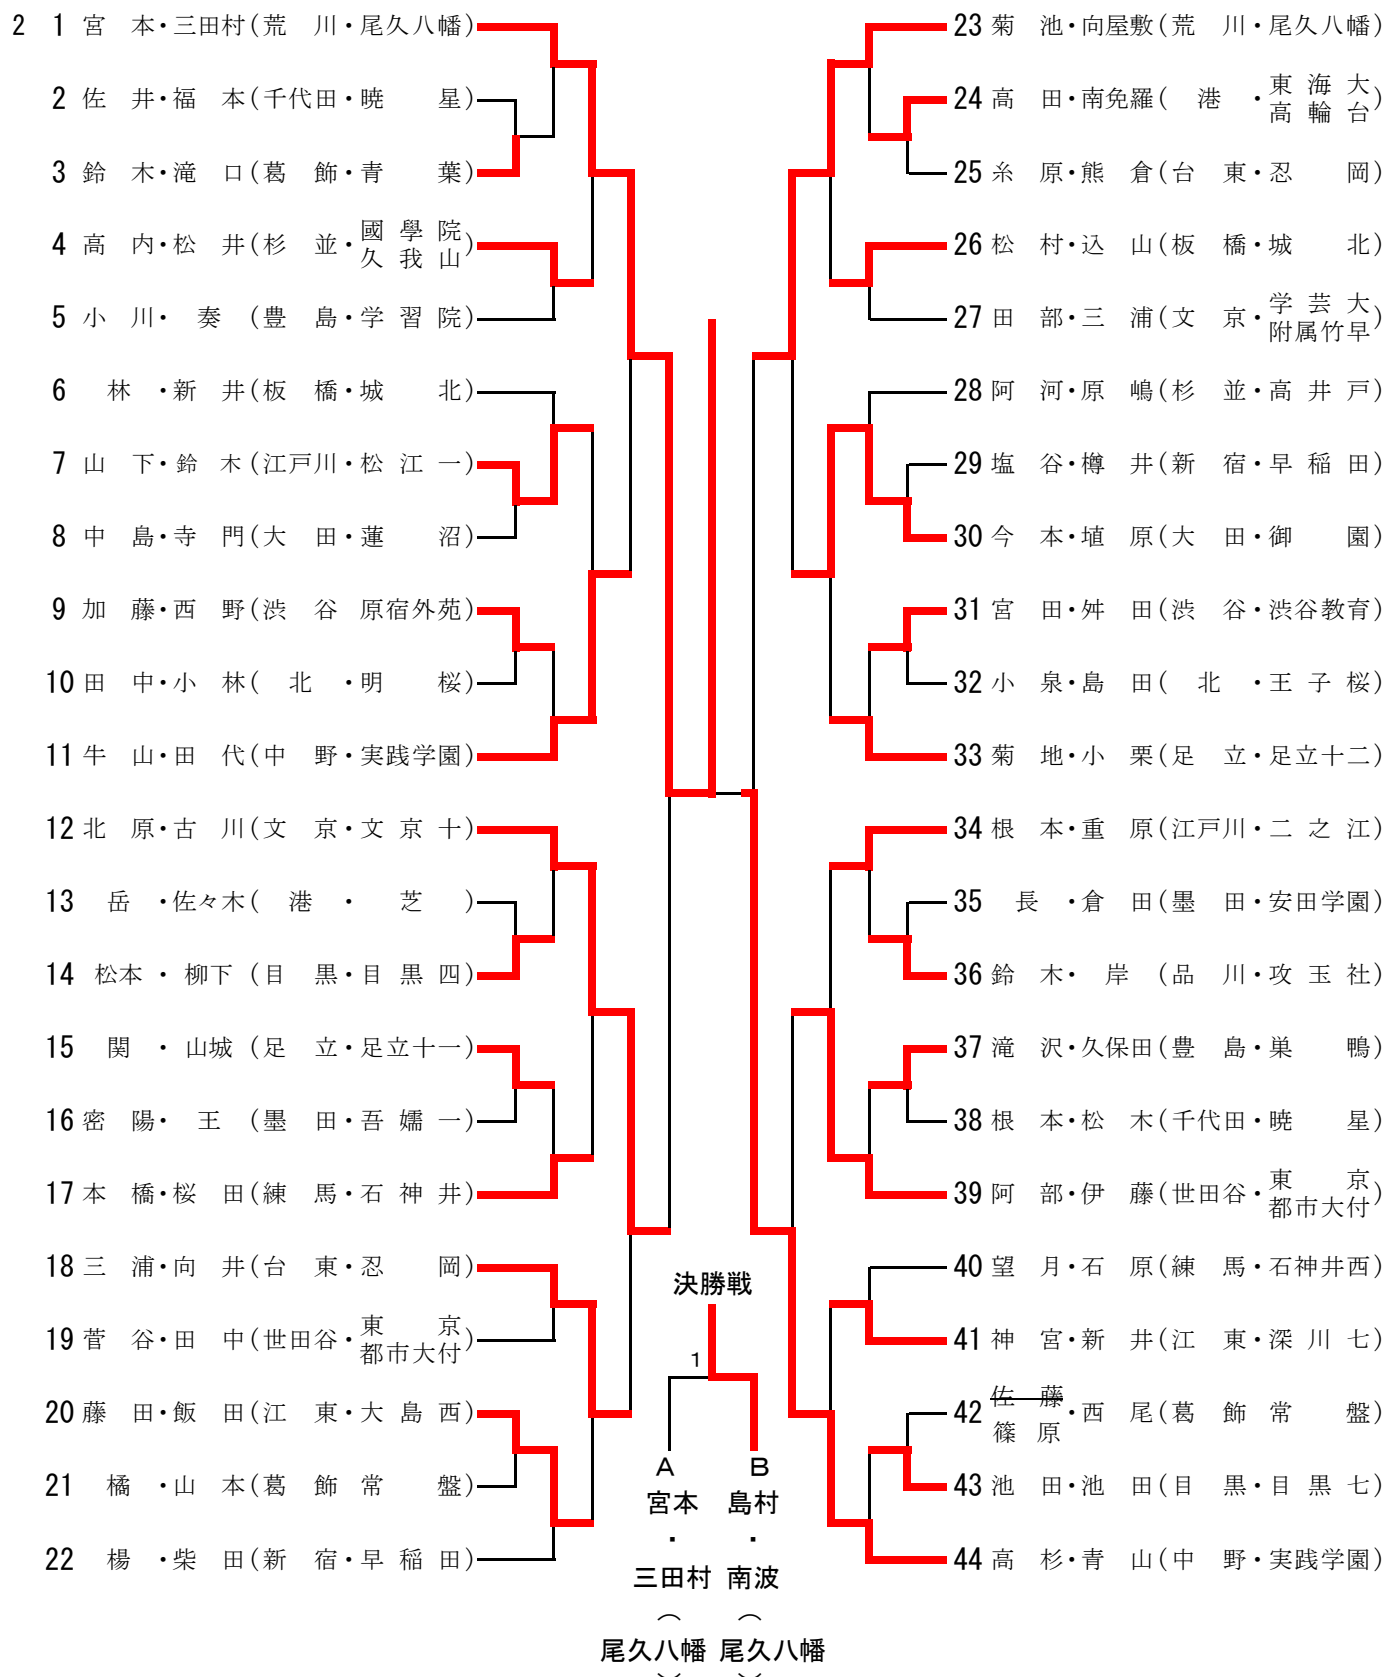 2 1 宮 本・三田村(荒 川・尾久八幡)
2 佐 井・福 本(千代田・暁 星)
3 鈴 木・滝 口(葛 飾・青 葉)
4 高 内・松 井(杉 並・國學院久我山)
5 小 川・ 奏 (豊 島・学習院)
6 林 ・新 井(板 橋・城 北)
7 山 下・鈴 木(江戸川・松江一)
8 中 島・寺 門(大 田・蓮 沼)
9 加 藤・西 野(渋 谷 原宿外苑)
10 田 中・小 林( 北 ・明 桜)
11 牛 山・田 代(中 野・実践学園)
12 北 原・古 川(文 京・文京十)
13 岳 ・佐々木( 港 ・ 芝 )
14 松本 ・ 柳下 (目 黒・目黒四)
15 関 ・ 山城 (足 立・足立十一)
16 密 陽・ 王 (墨 田・吾嬬一)
17 本 橋・桜 田(練 馬・石神井)
18 三 浦・向 井(台 東・忍 岡)
19 菅 谷・田 中(世田谷・東京都市大付)
20 藤 田・飯 田(江 東・大島西)
21 橘 ・山 本(葛 飾 常 盤)
22 楊 ・柴 田(新 宿・早稲田)
23 菊 池・向屋敷(荒 川・尾久八幡)
24 高 田・南免羅( 港 ・東海大高輪台)
25 糸 原・熊 倉(台 東・忍 岡)
26 松 村・込 山(板 橋・城 北)
27 田 部・三 浦(文 京・学芸大附属竹早)
28 阿 河・原 嶋(杉 並・高井戸)
29 塩 谷・樽 井(新 宿・早稲田)
30 今 本・埴 原(大 田・御 園)
31 宮 田・舛 田(渋 谷・渋谷教育)
32 小 泉・島 田( 北 ・王子桜)
33 菊 地・小 栗(足 立・足立十二)
34 根 本・重 原(江戸川・二之江)
35 長 ・倉 田(墨 田・安田学園)
36 鈴 木・ 岸 (品 川・攻玉社)
37 滝 沢・久保田(豊 島・巣 鴨)
38 根 本・松 木(千代田・暁 星)
39 阿 部・伊 藤(世田谷・東京都市大付)
40 望 月・石 原(練 馬・石神井西)
41 神 宮・新 井(江 東・深川七)
42 佐 藤 篠 原・西 尾(葛 飾 常 盤)
43 池 田・池 田(目 黒・目黒七)
44 高 杉・青 山(中 野・実践学園)
決勝戦
1
A B
宮本 島村
・ ・
三田村 南波
( (
尾久八幡 尾久八幡
) )